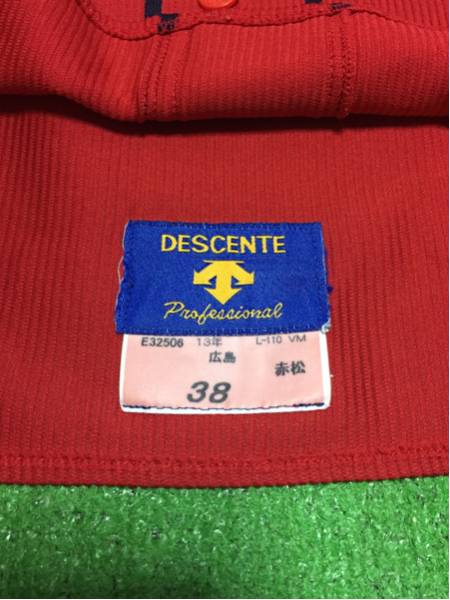 DESCENTE
Professional
E32506 13年 L-110 VM
広島 赤松
38